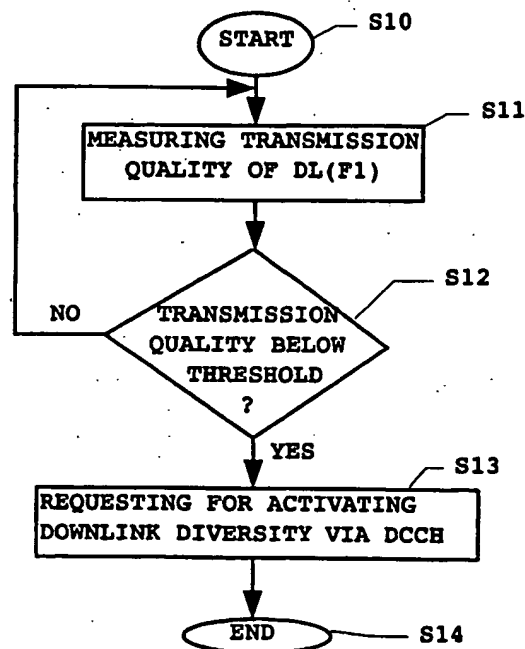 START
S10
S11
MEASURING TRANSMISSION
QUALITY OF DL(F1)
S12
NO
TRANSMISSION
QUALITY BELOW
THRESHOLD
?
YES
S13
REQUESTING FOR ACTIVATING
DOWNLINK DIVERSITY VIA DCCH
END
S14